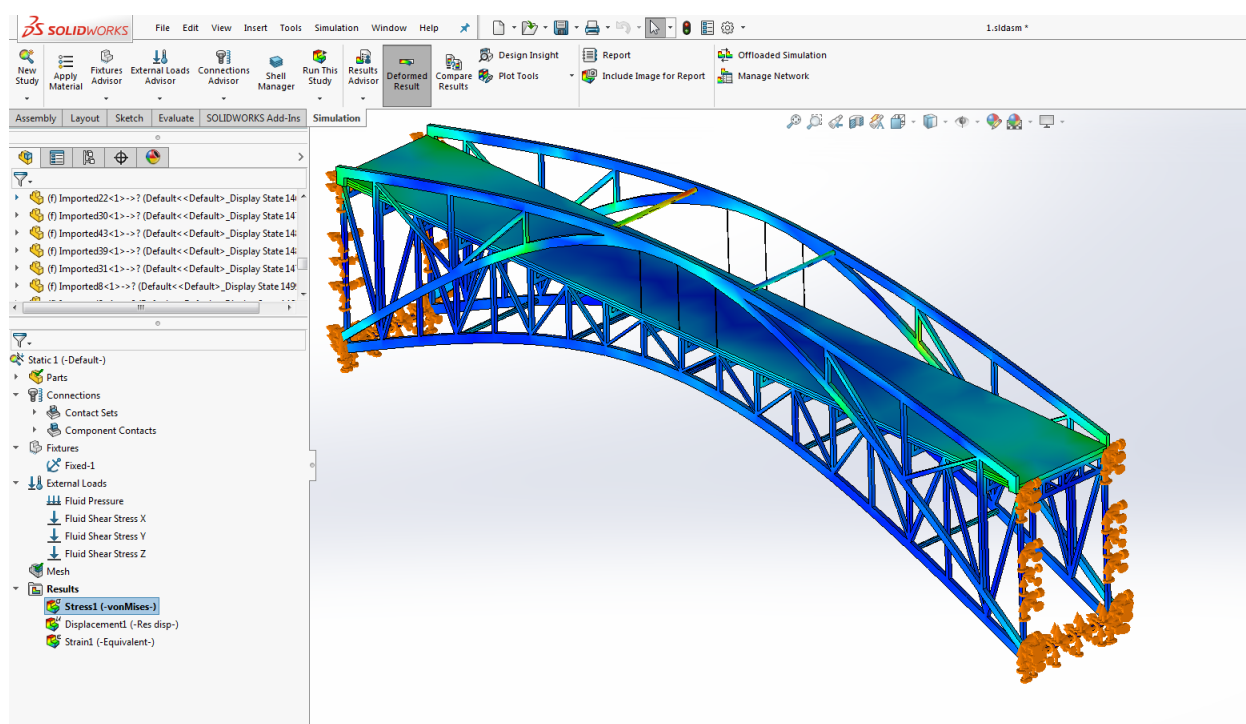 SOLIDWORKS File Edit View Insert Tools Simulation Window Help 1.sldasm *
New Study
Apply Material
Fixtures Advisor
External Loads Advisor
Connections Advisor
Shell Manager
Run This Study
Results Advisor
Deformed Result
Compare Results
Design Insight
Plot Tools
Report
Include Image for Report
Offloaded Simulation
Manage Network
Assembly Layout Sketch Evaluate SOLIDWORKS Add-Ins Simulation
(f) Imported22<1>->? (Default<<Default>_Display State 14
(f) Imported30<1>->? (Default<<Default>_Display State 14
(f) Imported43<1>->? (Default<<Default>_Display State 14
(f) Imported39<1>->? (Default<<Default>_Display State 14
(f) Imported31<1>->? (Default<<Default>_Display State 14
(f) Imported8<1>->? (Default<<Default>_Display State 149
Static 1 (-Default-)
Parts
Connections
Contact Sets
Component Contacts
Fixtures
Fixed-1
External Loads
Fluid Pressure
Fluid Shear Stress X
Fluid Shear Stress Y
Fluid Shear Stress Z
Mesh
Results
Stress1 (-vonMises-)
Displacement1 (-Res disp-)
Strain1 (-Equivalent-)